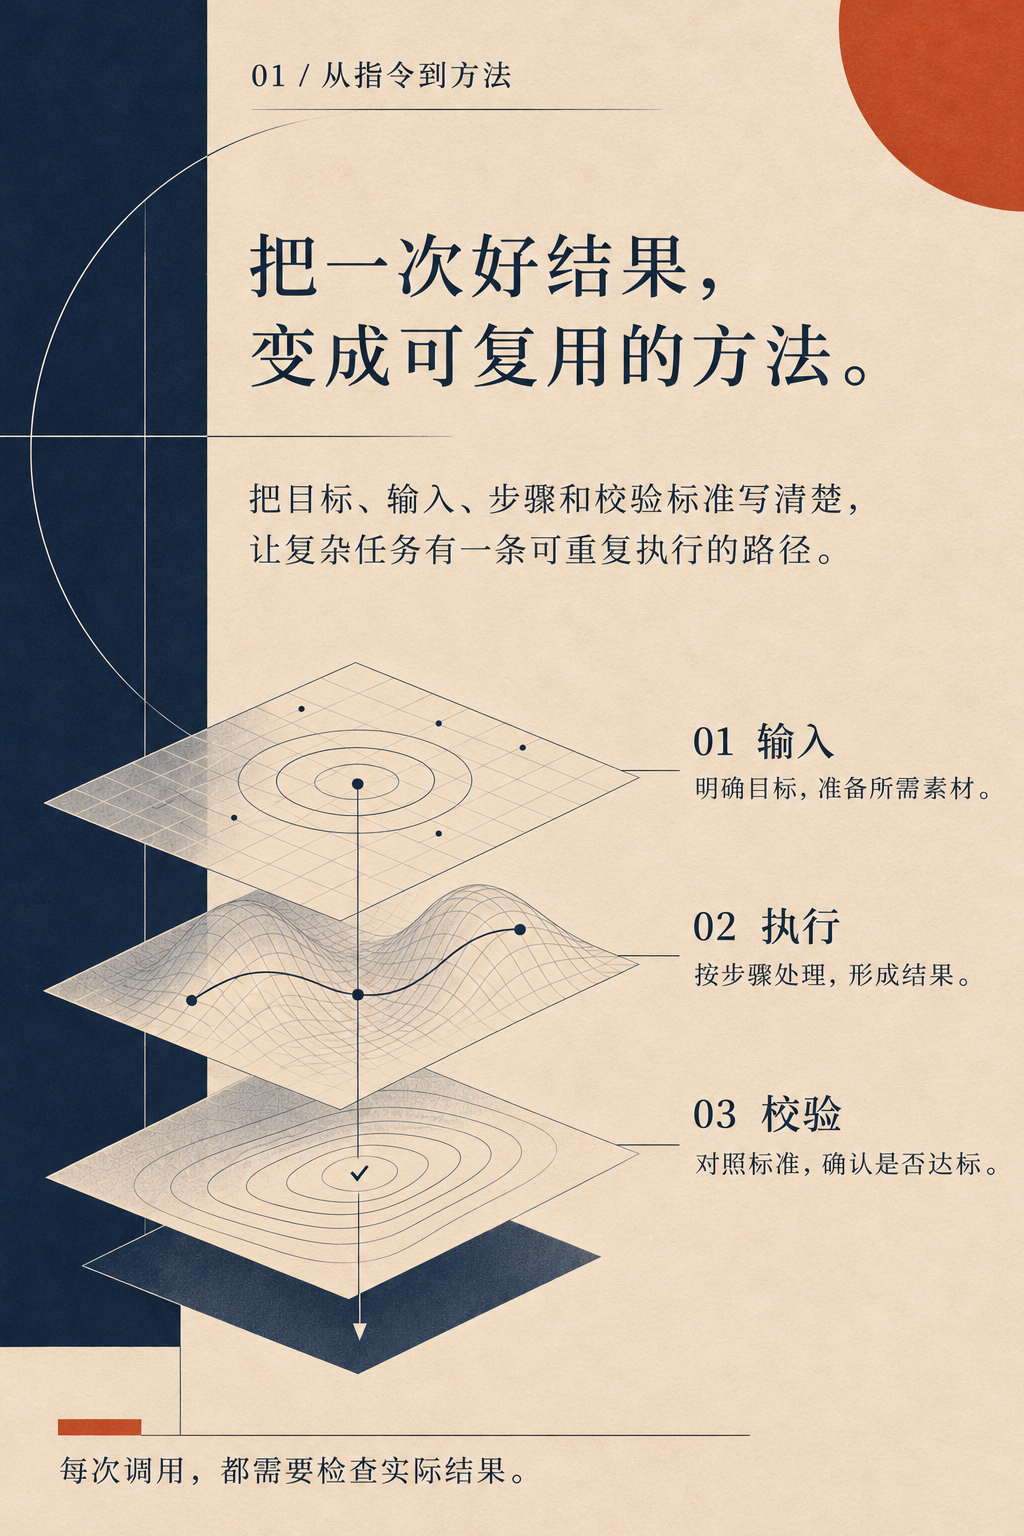 01 / 从指令到方法
把一次好结果，
变成可复用的方法。
把目标、输入、步骤和校验标准写清楚，
让复杂任务有一条可重复执行的路径。
01 输入
明确目标，准备所需素材。
02 执行
按步骤处理，形成结果。
03 校验
对照标准，确认是否达标。
每次调用，都需要检查实际结果。